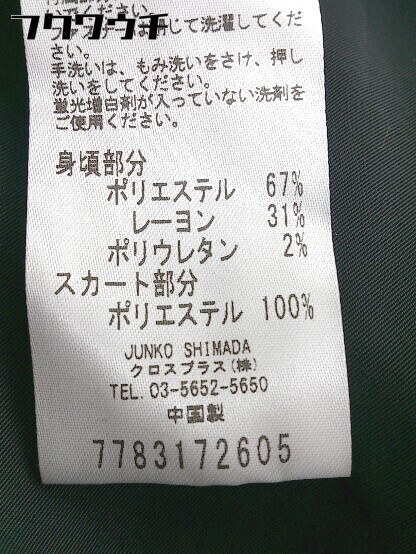 フクウウチ
は閉じて洗濯してくだ
さい。
手洗いは、もみ洗いをさけ、押し
洗いをしてください。
蛍光増白剤が入っていない洗剤を
ご使用ください。
身頃部分
ポリエステル 67%
レーヨン 31%
ポリウレタン 2%
スカート部分
ポリエステル 100%
JUNKO SHIMADA
クロスプラス(株)
TEL. 03-5652-5650
中国製
7783172605